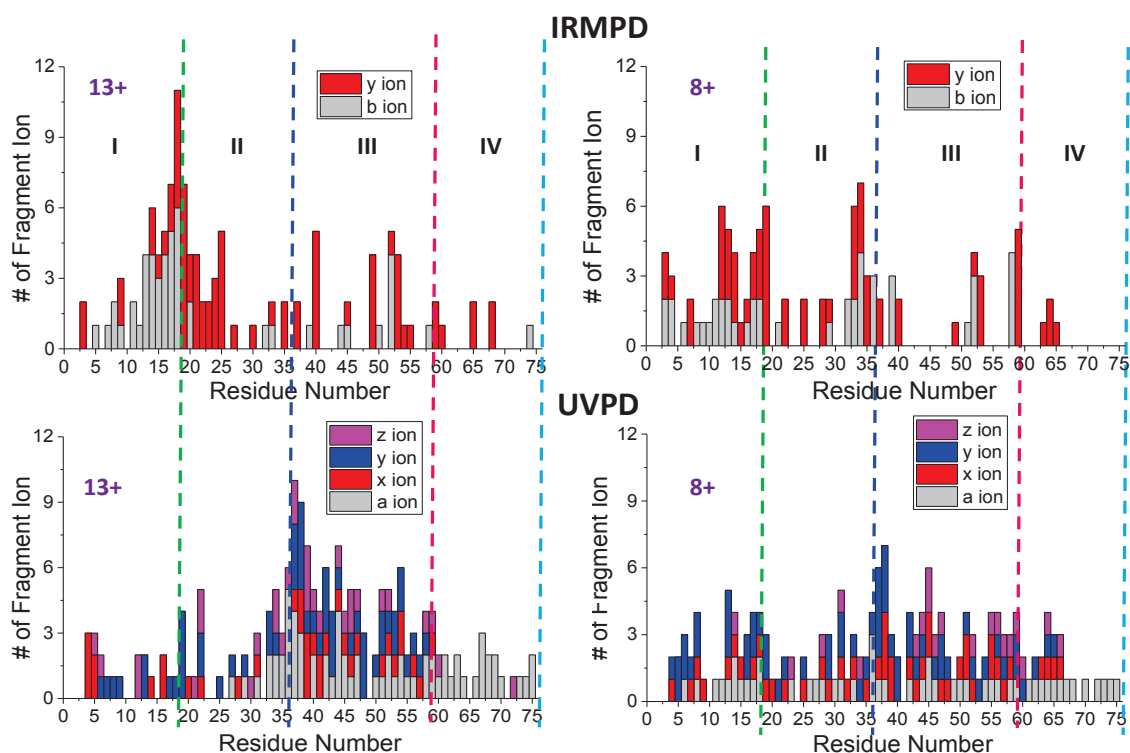 IRMPD
12
9
6
3
0
# of Fragment Ion
13+
y ion
b ion
I
II
III
IV
0 5 10 15 20 25 30 35 40 45 50 55 60 65 70 75
Residue Number
12
9
6
3
0
# of Fragment Ion
8+
y ion
b ion
I
II
III
IV
0 5 10 15 20 25 30 35 40 45 50 55 60 65 70 75
Residue Number
UVPD
12
9
6
3
0
# of Fragment Ion
13+
z ion
y ion
x ion
a ion
0 5 10 15 20 25 30 35 40 45 50 55 60 65 70 75
Residue Number
12
9
6
3
0
# of Fragment Ion
8+
z ion
y ion
x ion
a ion
0 5 10 15 20 25 30 35 40 45 50 55 60 65 70 75
Residue Number